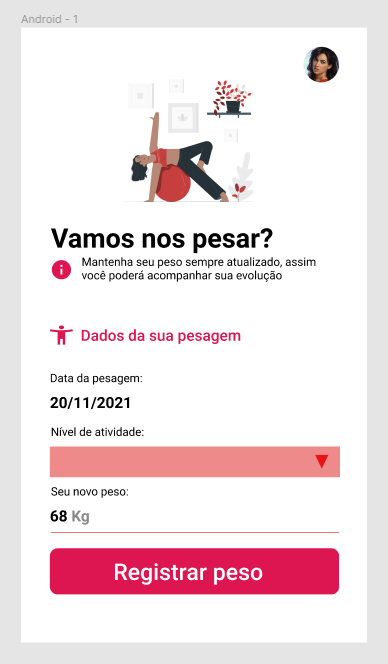 Android - 1
Vamos nos pesar?
Mantenha seu peso sempre atualizado, assim
você poderá acompanhar sua evolução
Dados da sua pesagem
Data da pesagem:
20/11/2021
Nível de atividade:
Seu novo peso:
68 Kg
Registrar peso